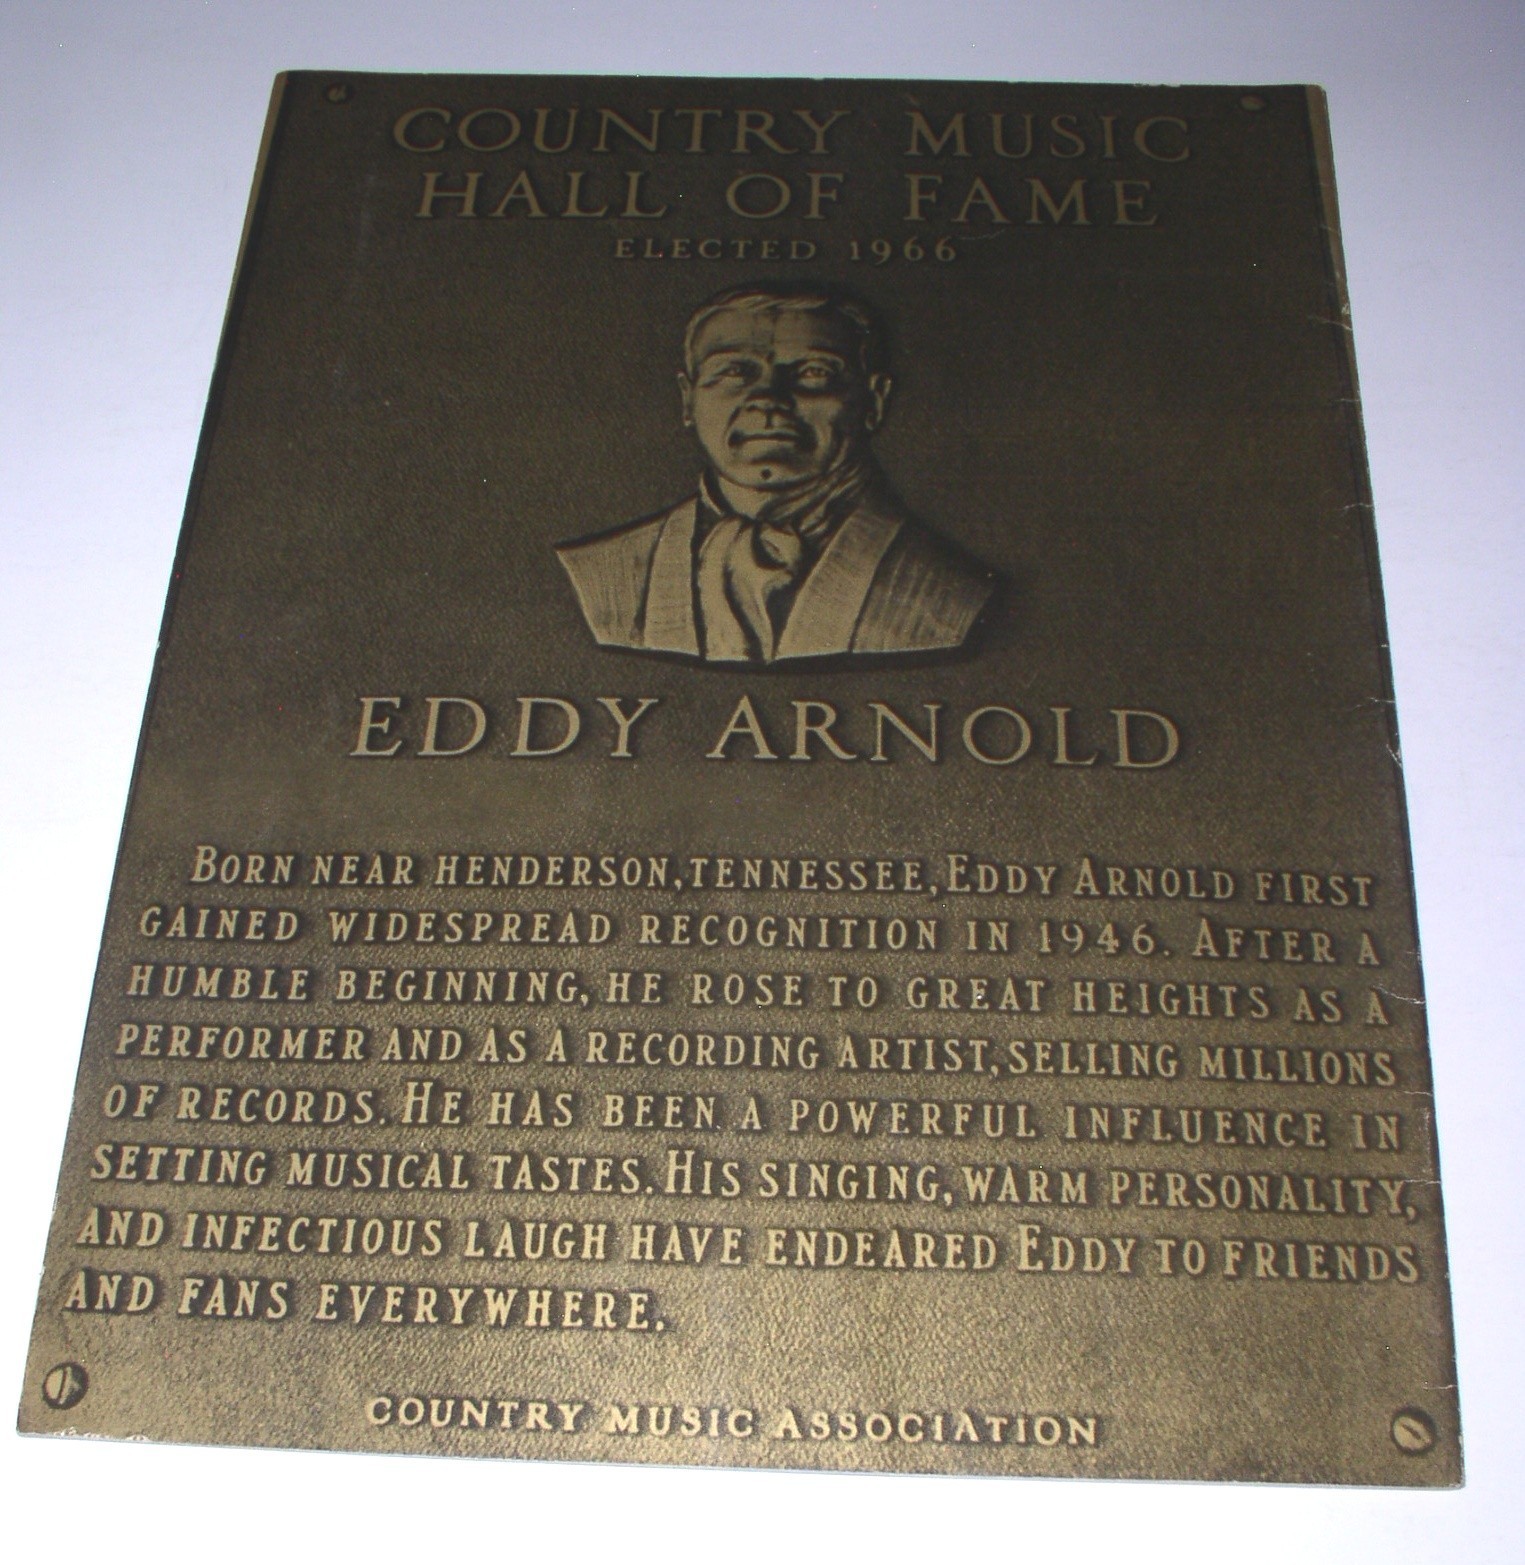 COUNTRY MUSIC
HALL OF FAME
ELECTED 1966
EDDY ARNOLD
BORN NEAR HENDERSON, TENNESSEE, EDDY ARNOLD FIRST
GAINED WIDESPREAD RECOGNITION IN 1946. AFTER A
HUMBLE BEGINNING, HE ROSE TO GREAT HEIGHTS AS A
PERFORMER AND AS A RECORDING ARTIST, SELLING MILLIONS
OF RECORDS. HE HAS BEEN A POWERFUL INFLUENCE IN
SETTING MUSICAL TASTES. HIS SINGING, WARM PERSONALITY,
AND INFECTIOUS LAUGH HAVE ENDEARED EDDY TO FRIENDS
AND FANS EVERYWHERE.
COUNTRY MUSIC ASSOCIATION